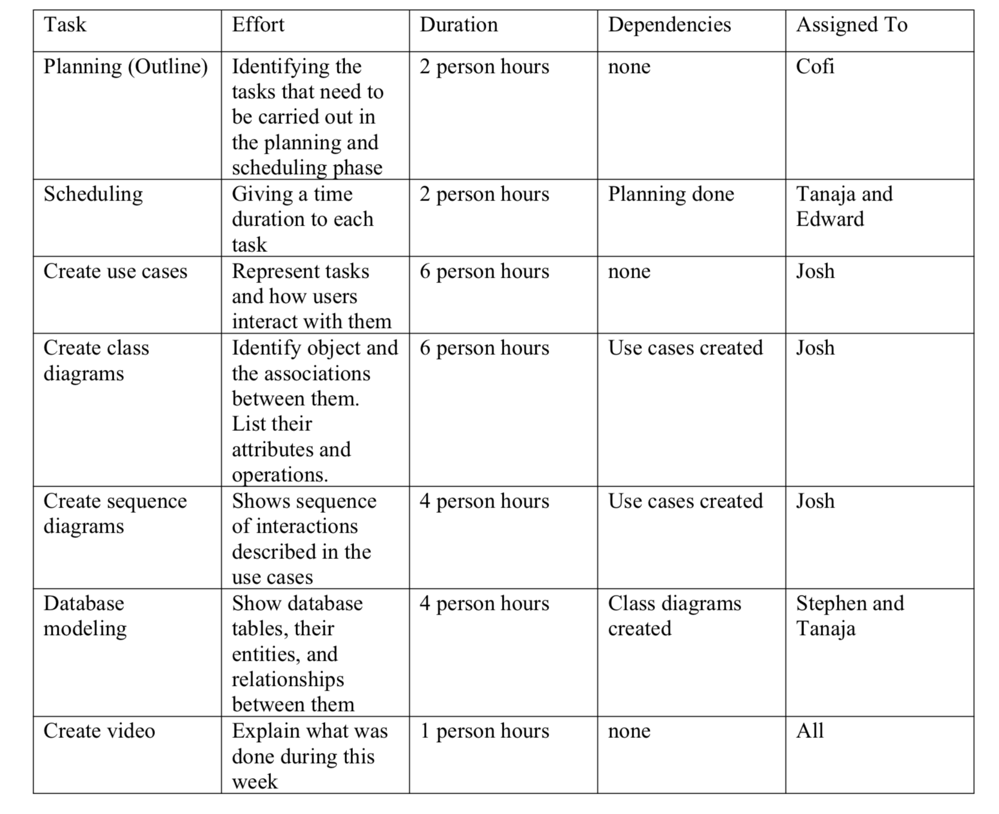 Task Effort Duration Dependencies Assigned To
Planning (Outline) Identifying the 2 person hours none Cofi
tasks that need to
be carried out in
the planning and
scheduling phase
Scheduling Giving a time 2 person hours Planning done Tanaja and
duration to each Edward
task
Create use cases Represent tasks 6 person hours none Josh
and how users
interact with them
Create class Identify object and 6 person hours Use cases created Josh
diagrams the associations
between them.
List their
attributes and
operations.
Create sequence Shows sequence 4 person hours Use cases created Josh
diagrams of interactions
described in the
use cases
Database Show database 4 person hours Class diagrams Stephen and
modeling tables, their created Tanaja
entities, and
relationships
between them
Create video Explain what was 1 person hours none All
done during this
week